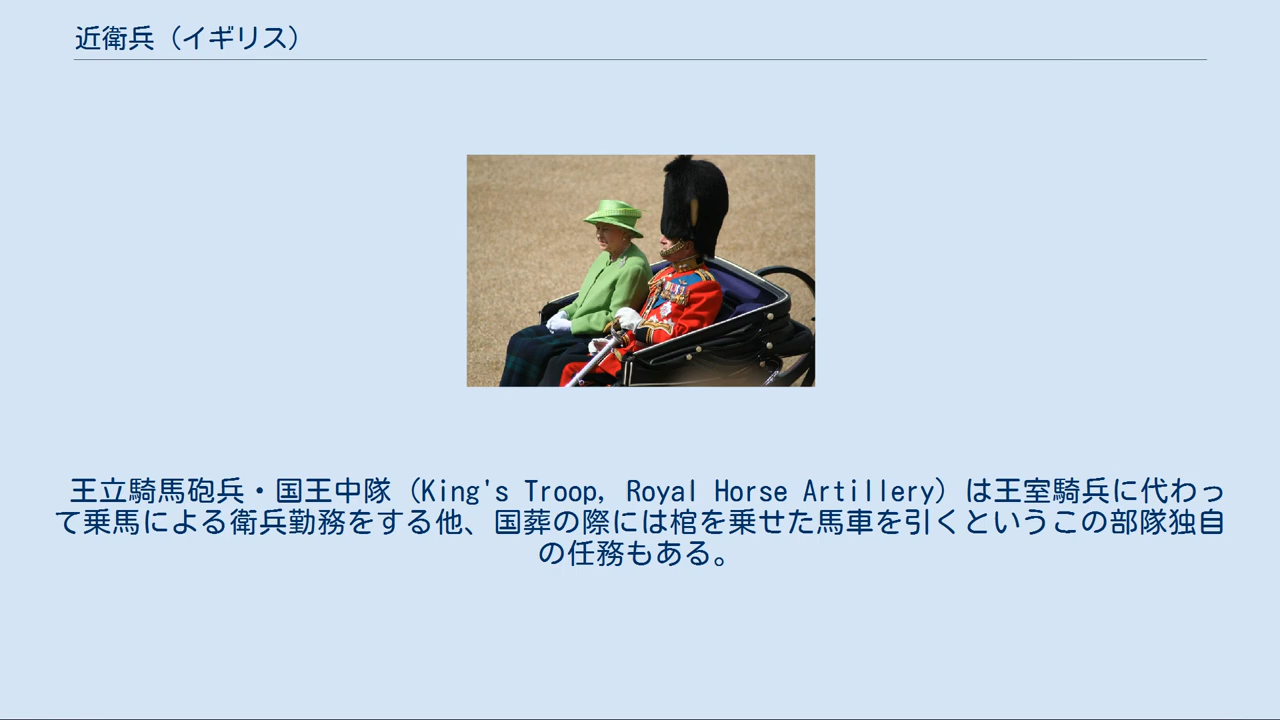 近衛兵（イギリス）
王立騎馬砲兵・国王中隊（King's Troop, Royal Horse Artillery）は王室騎兵に代わっ
て乗馬による衛兵勤務をする他、国葬の際には棺を乗せた馬車を引くというこの部隊独自
の任務もある。